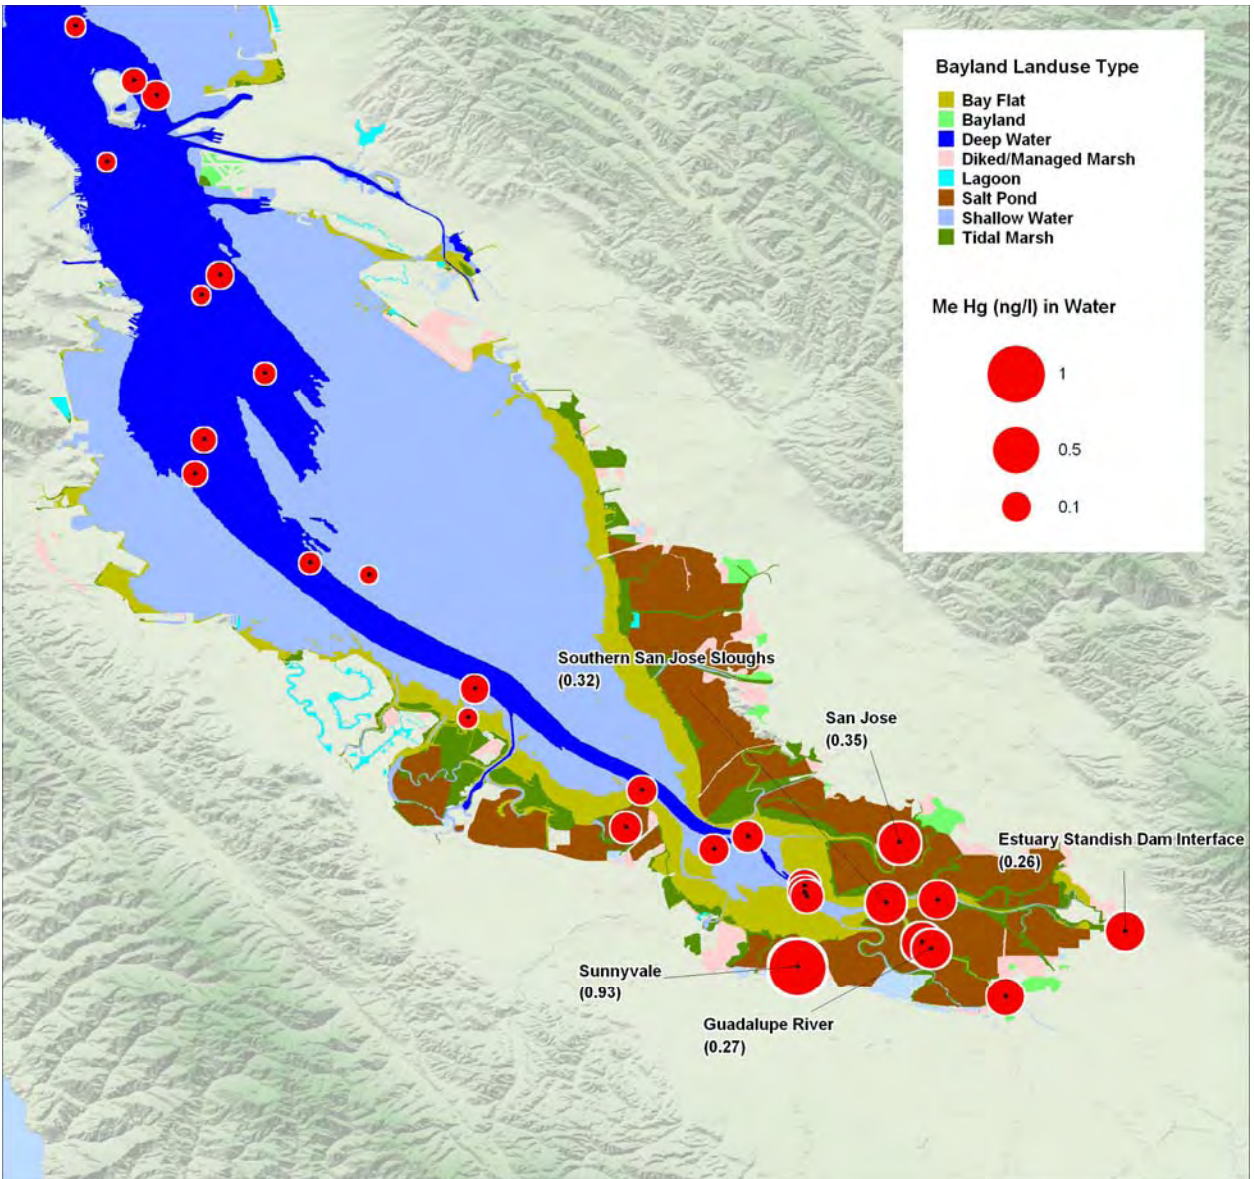 Bayland Landuse Type
Bay Flat
Bayland
Deep Water
Diked/Managed Marsh
Lagoon
Salt Pond
Shallow Water
Tidal Marsh
Me Hg (ng/l) in Water
1
0.5
0.1
Southern San Jose Sloughs
(0.32)
San Jose
(0.35)
Estuary Standish Dam Interface
(0.26)
Sunnyvale
(0.93)
Guadalupe River
(0.27)